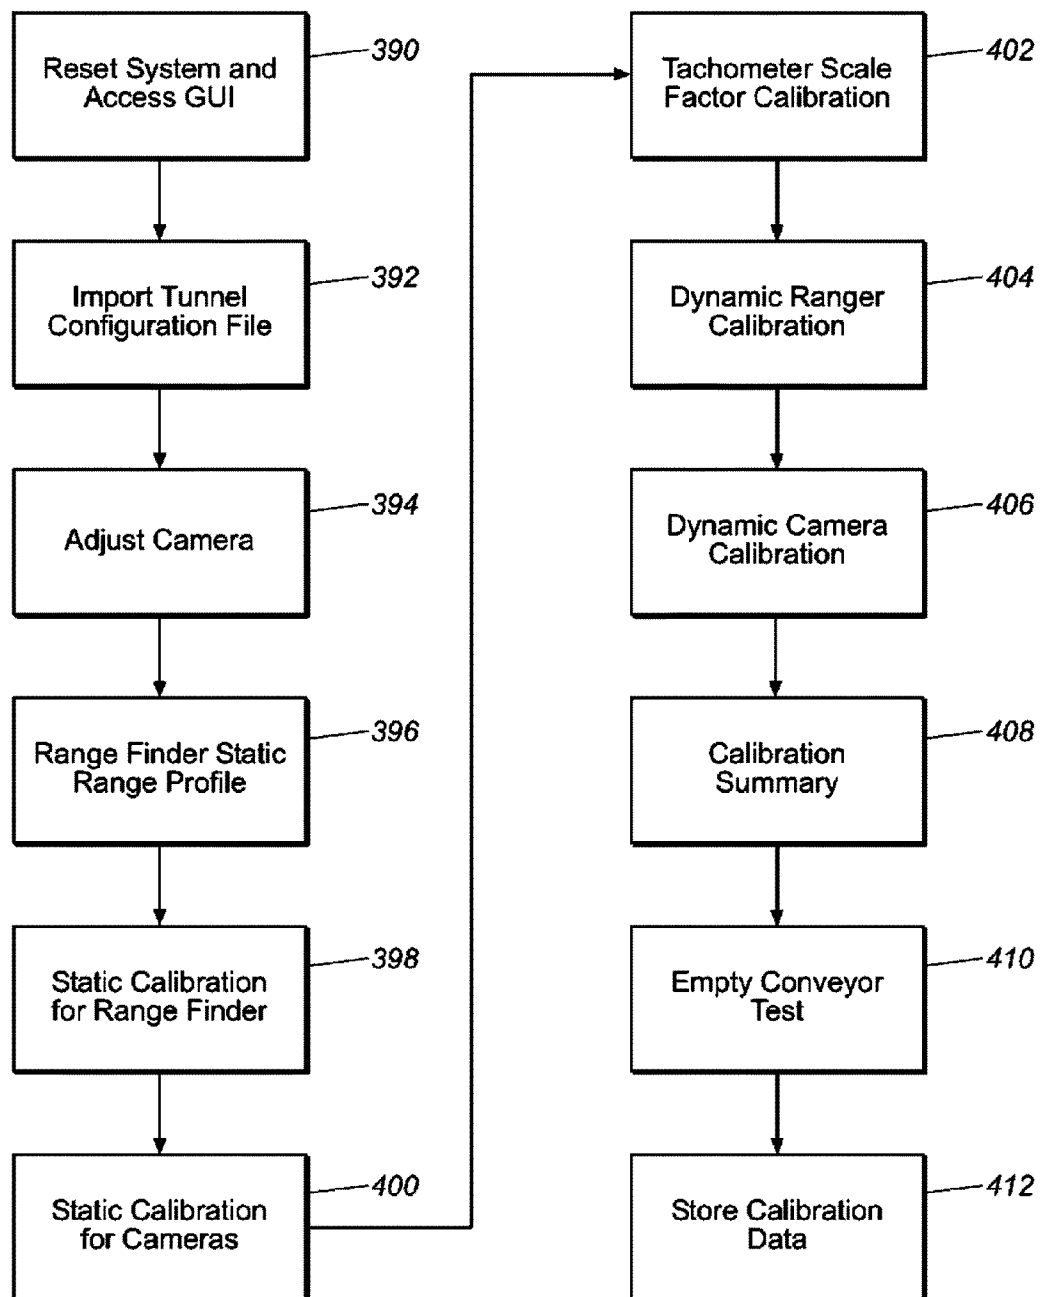 Reset System and
Access GUI
390
Import Tunnel
Configuration File
392
Adjust Camera
394
Range Finder Static
Range Profile
396
Static Calibration
for Range Finder
398
Static Calibration
for Cameras
400
Tachometer Scale
Factor Calibration
402
Dynamic Ranger
Calibration
404
Dynamic Camera
Calibration
406
Calibration
Summary
408
Empty Conveyor
Test
410
Store Calibration
Data
412